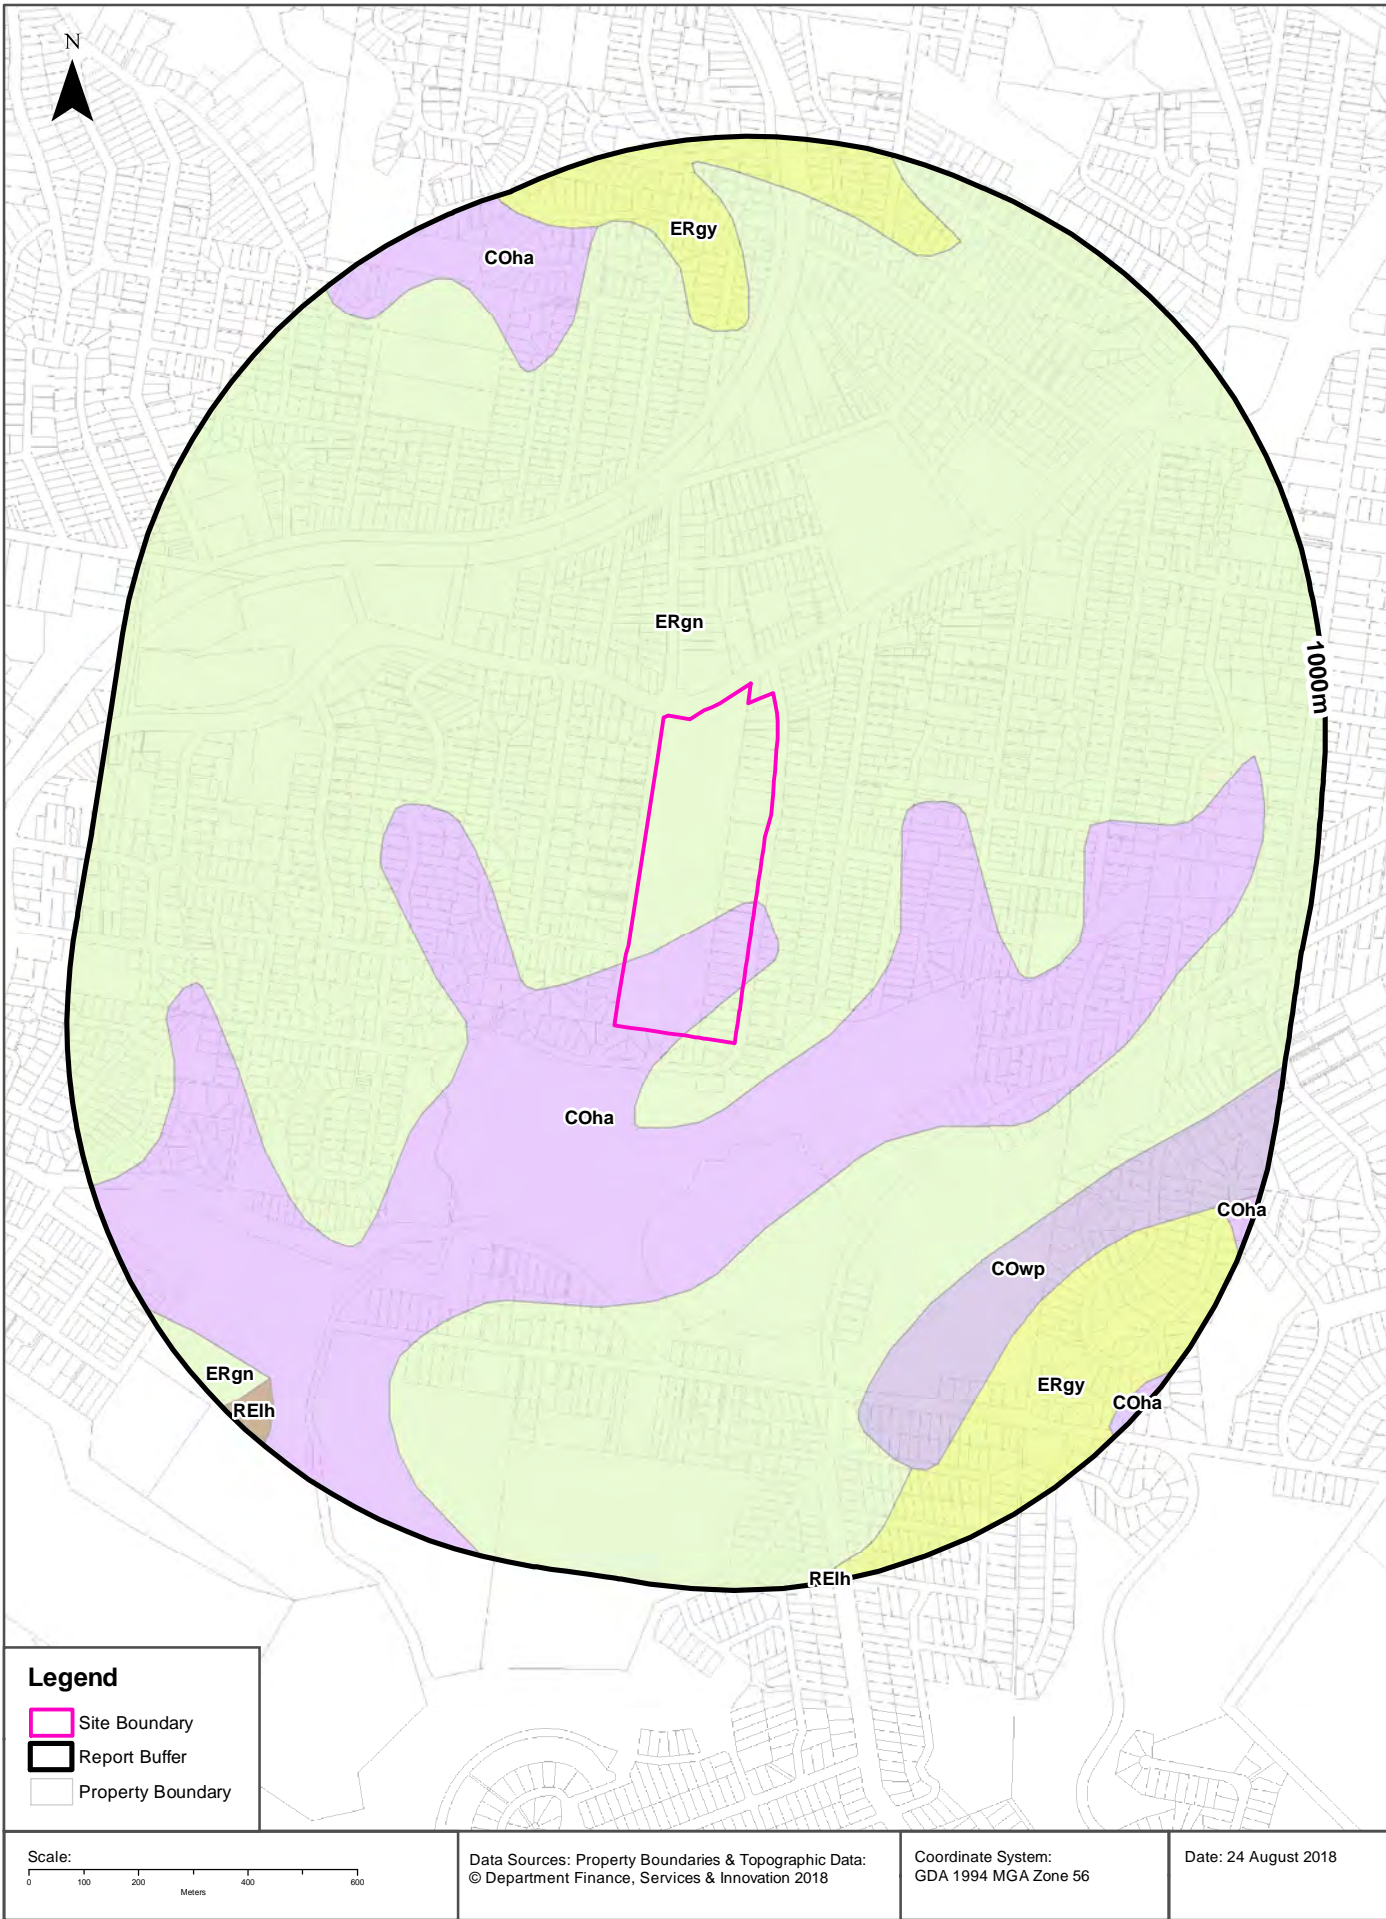 N
ERgy
COha
ERgn
1000m
COha
COha
COwp
ERgn
ERgy
COha
REIh
REIh
Legend
Site Boundary
Report Buffer
Property Boundary
Scale:
0 100 200 400 600
Meters
Data Sources: Property Boundaries & Topographic Data:
© Department Finance, Services & Innovation 2018
Coordinate System:
GDA 1994 MGA Zone 56
Date: 24 August 2018